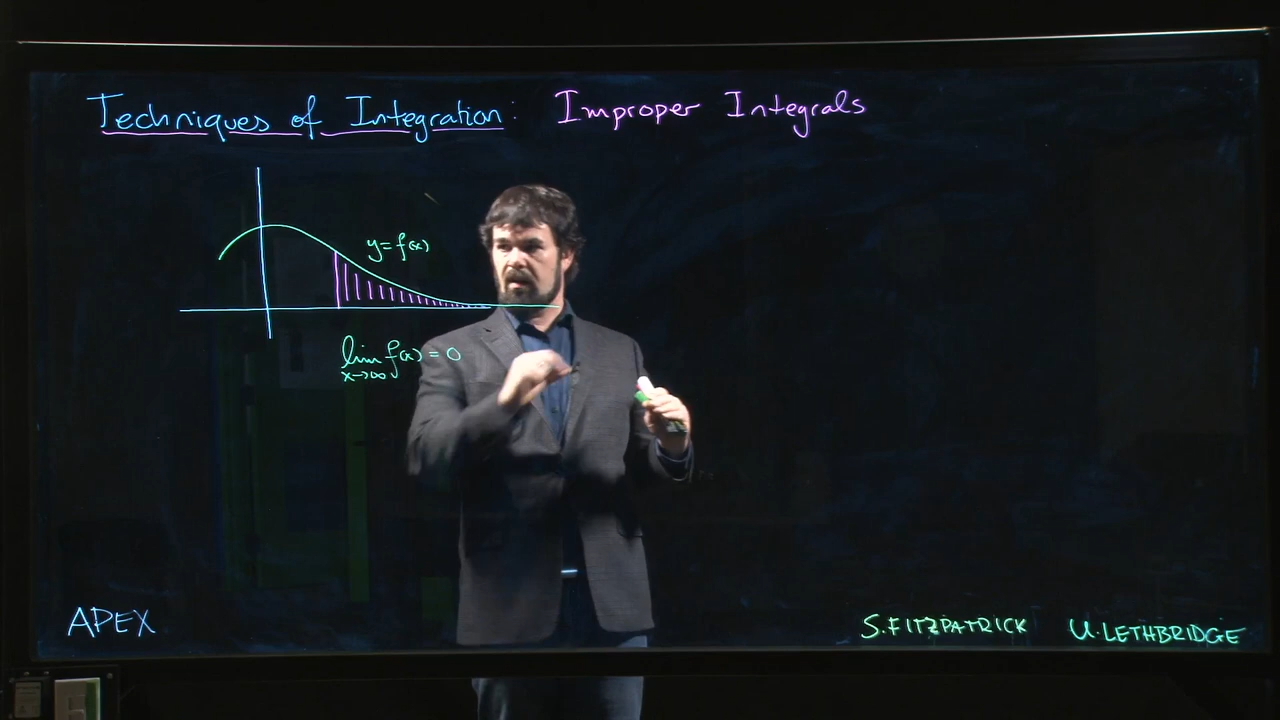 Techniques of Integration: Improper Integrals
y=f(x)
lim f(x) = 0
x→∞
APEX
S.FITZPATRICK U.LETHBRIDGE